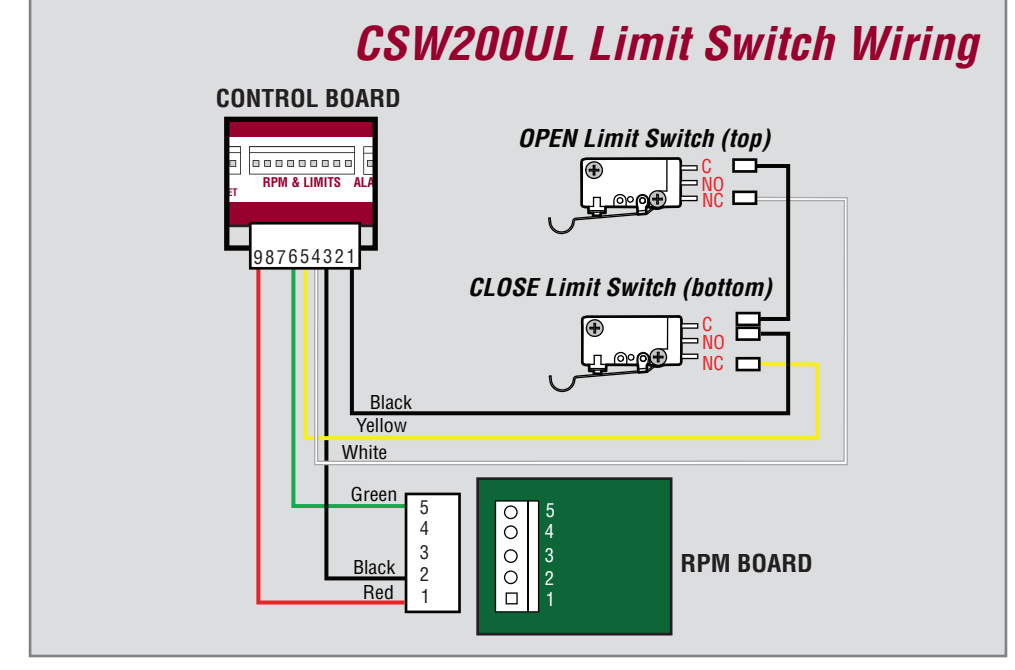 CSW200UL Limit Switch Wiring
CONTROL BOARD
OPEN Limit Switch (top)
C
NO
NC
ET
RPM & LIMITS
ALA
987654321
CLOSE Limit Switch (bottom)
C
NO
NC
Black
Yellow
White
Green
5
4
3
2
1
Black
Red
5
4
3
2
1
RPM BOARD